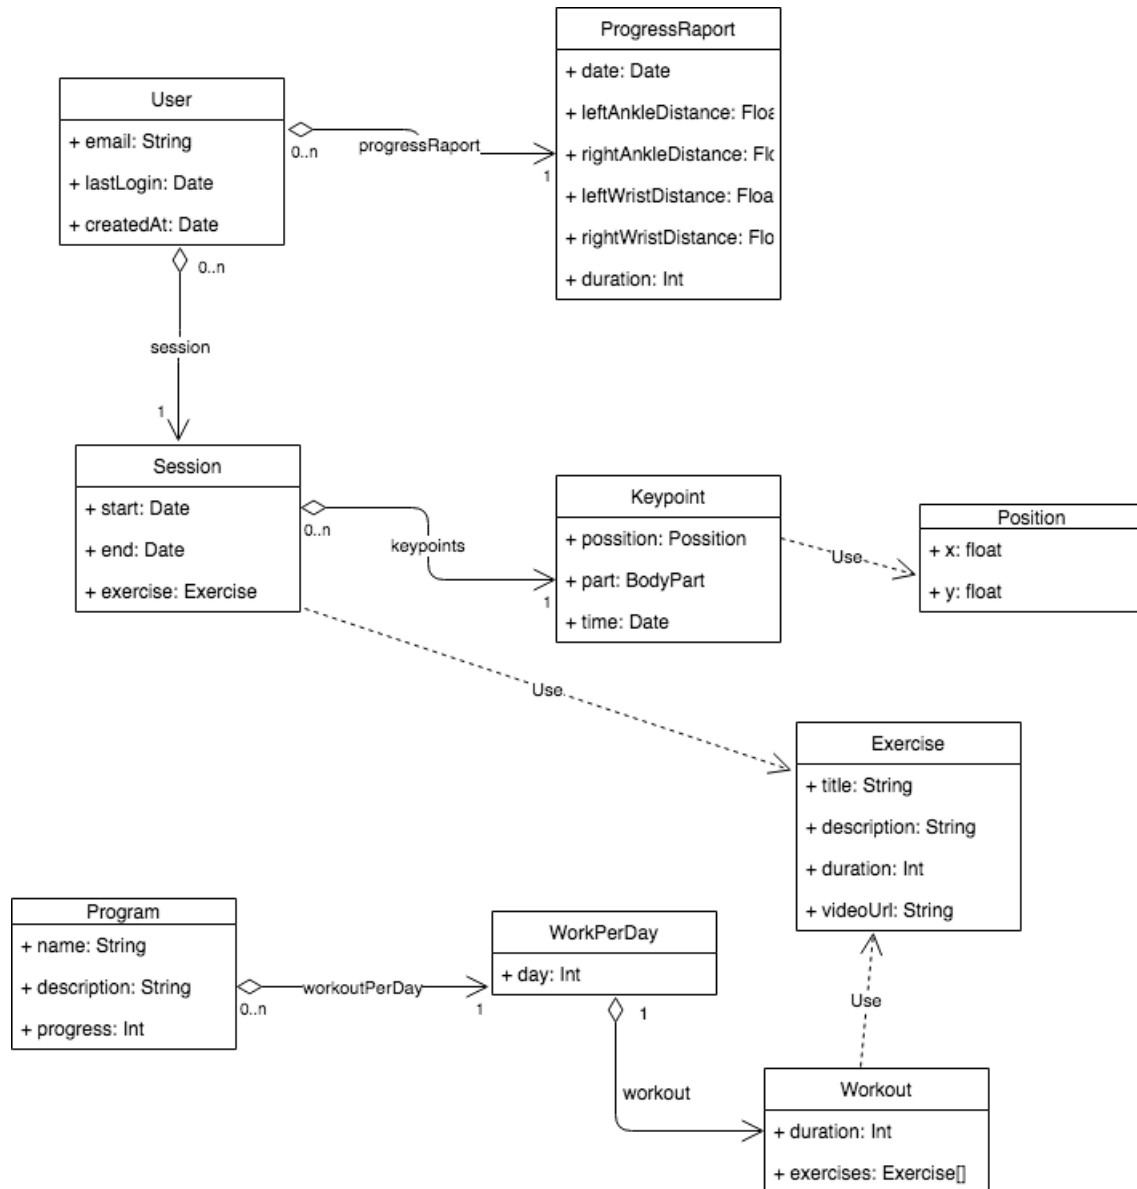 ProgressRaport
+ date: Date
+ leftAnkleDistance: Floa
+ rightAnkleDistance: Flo
+ leftWristDistance: Floa
+ rightWristDistance: Flo
+ duration: Int
User
+ email: String
+ lastLogin: Date
+ createdAt: Date
0..n
progressRaport
1
0..n
session
1
Session
+ start: Date
+ end: Date
+ exercise: Exercise
0..n
keypoints
1
Keypoint
+ possition: Possition
+ part: BodyPart
+ time: Date
Use
Position
+ x: float
+ y: float
Use
Exercise
+ title: String
+ description: String
+ duration: Int
+ videoUrl: String
Program
+ name: String
+ description: String
+ progress: Int
0..n
workoutPerDay
1
WorkPerDay
+ day: Int
1
workout
Use
Workout
+ duration: Int
+ exercises: Exercise[]